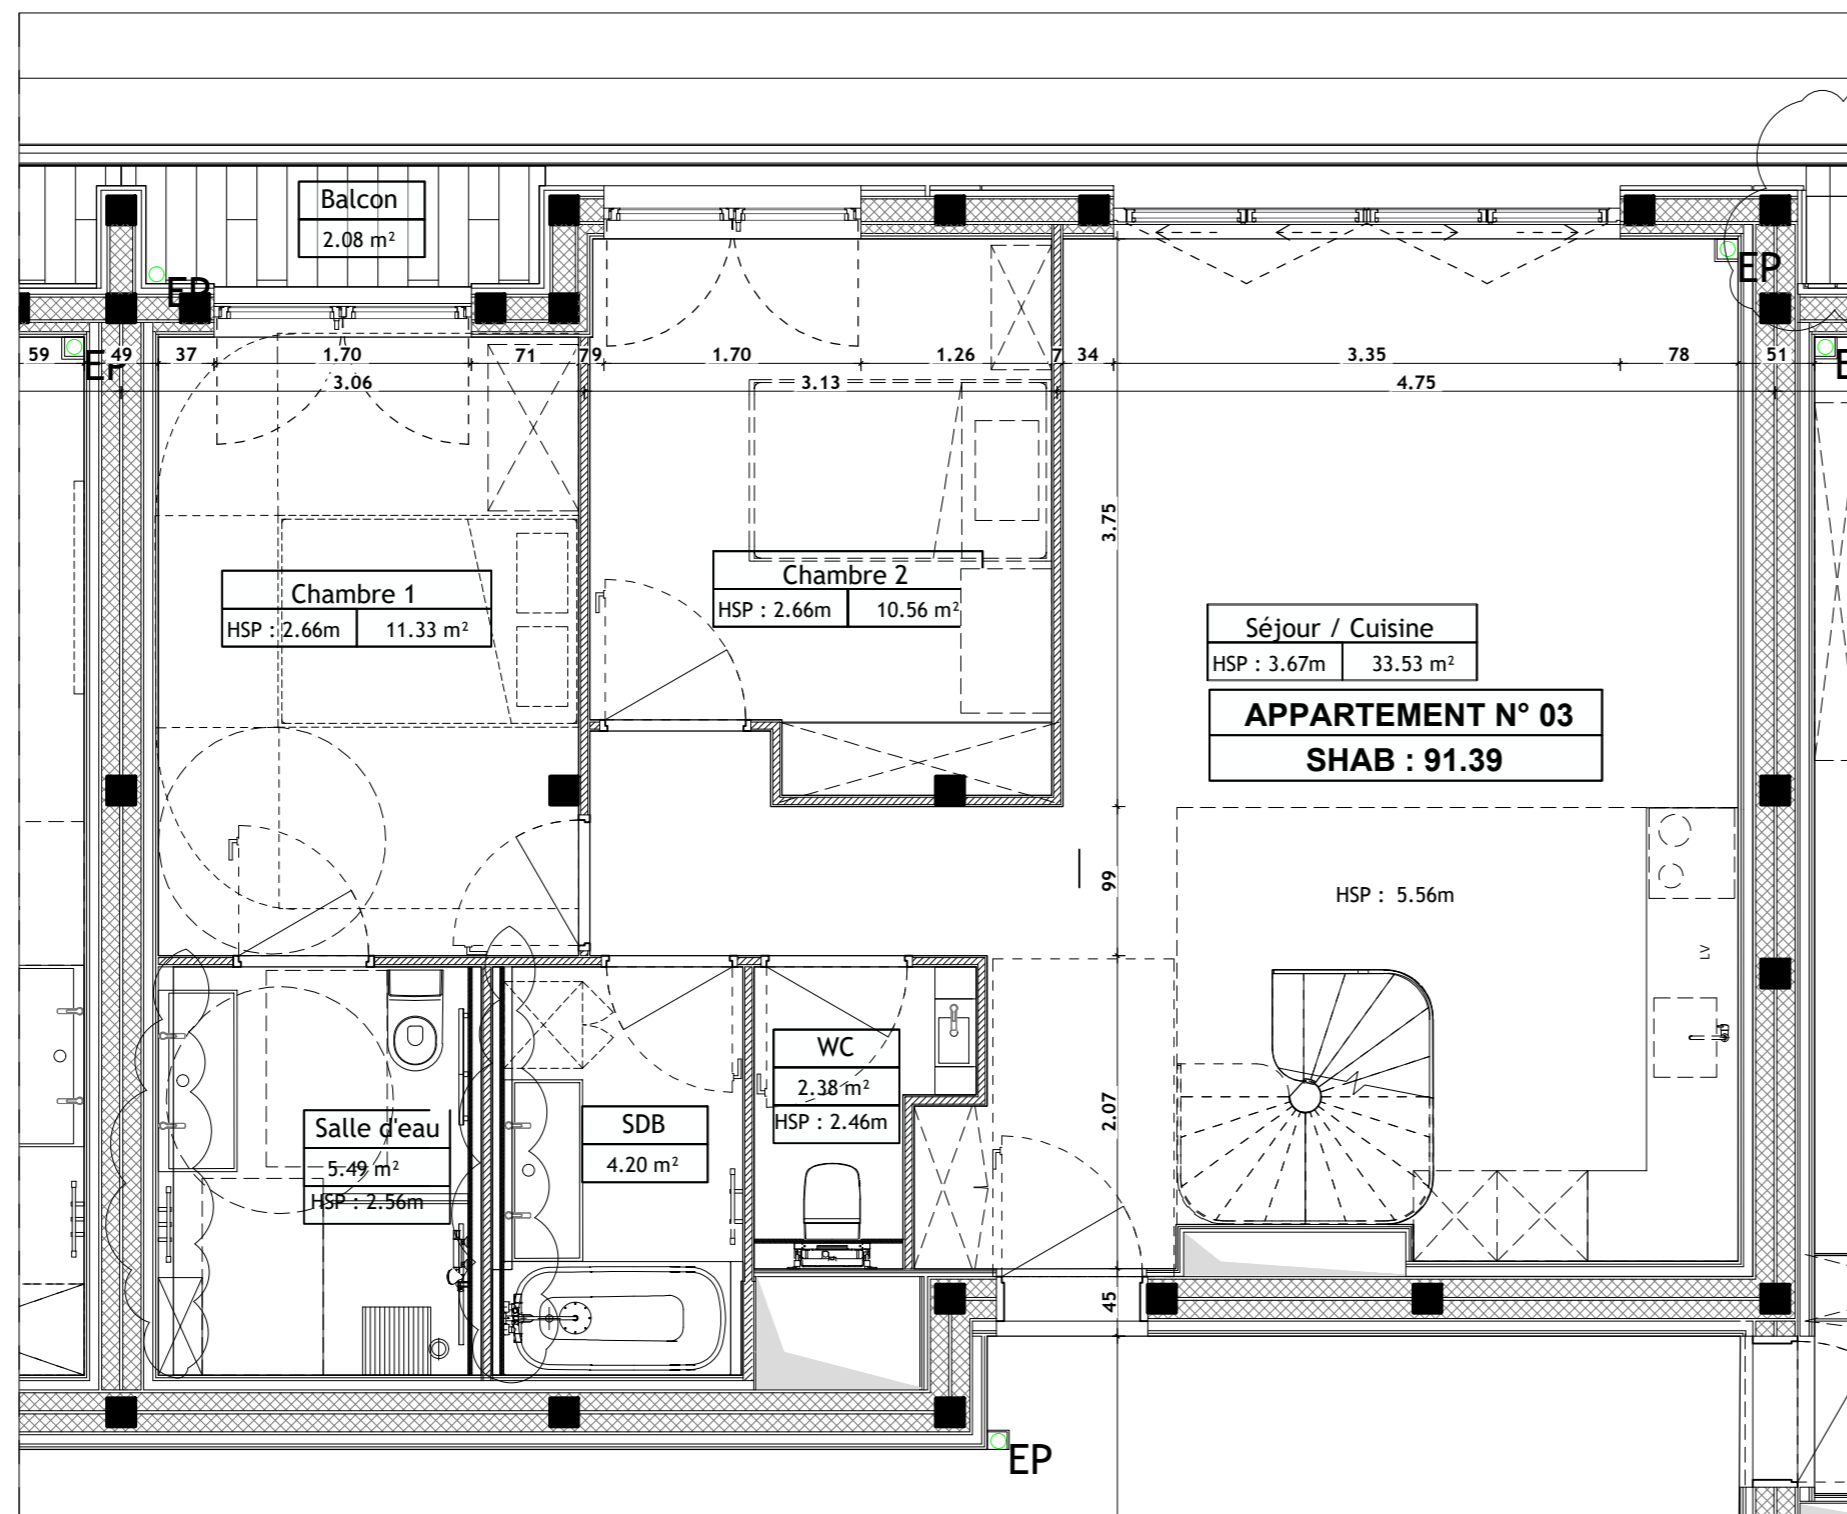 Balcon
2.08 m²
EP
EP
EP
59
49
37
1.70
71
79
1.70
1.26
7
34
3.35
78
51
3.06
3.13
4.75
3.75
Chambre 1
HSP : 2.66m
11.33 m²
Chambre 2
HSP : 2.66m
10.56 m²
Séjour / Cuisine
HSP : 3.67m
33.53 m²
APPARTEMENT N° 03
SHAB : 91.39
99
HSP : 5.56m
LV
WC
2.38 m²
HSP : 2.46m
Salle d'eau
5.49 m²
HSP : 2.56m
SDB
4.20 m²
2.07
45
EP